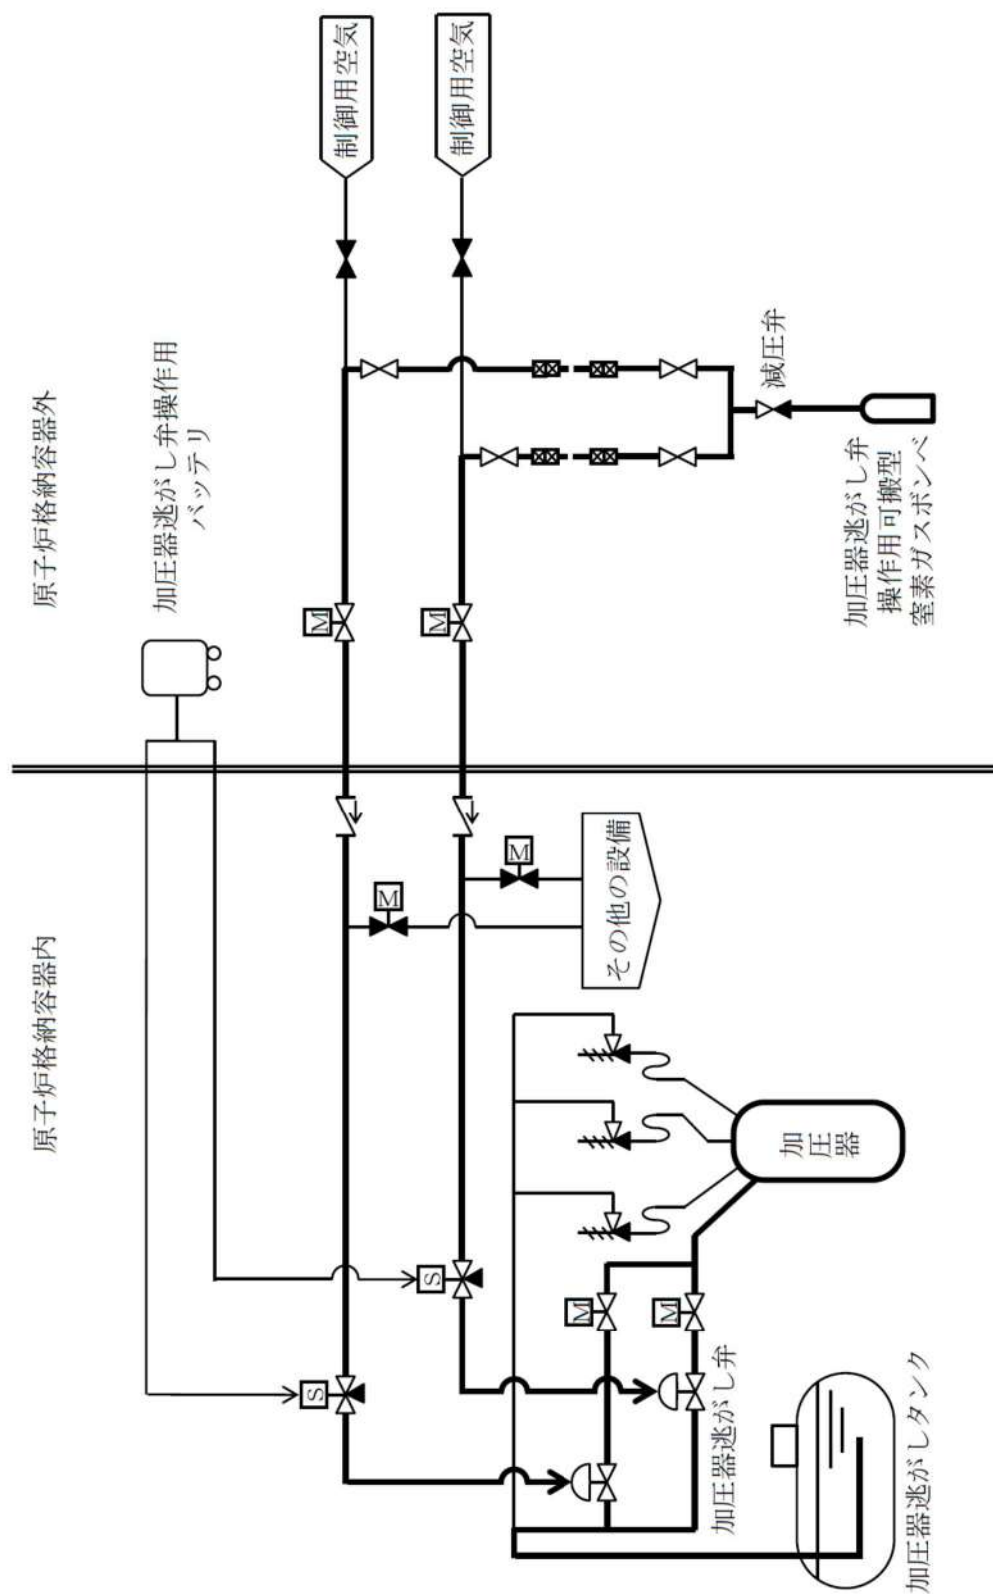 原子炉格納容器内
原子炉格納容器外
加圧器逃がし弁操作用
バッテリ
S
M
M
制御用空気
S
M
M
制御用空気
M
M
加圧器逃がし弁
その他の設備
減圧弁
加圧器
加圧器逃がしタンク
加圧器逃がし弁
操作用可搬型
窒素ガスボンベ